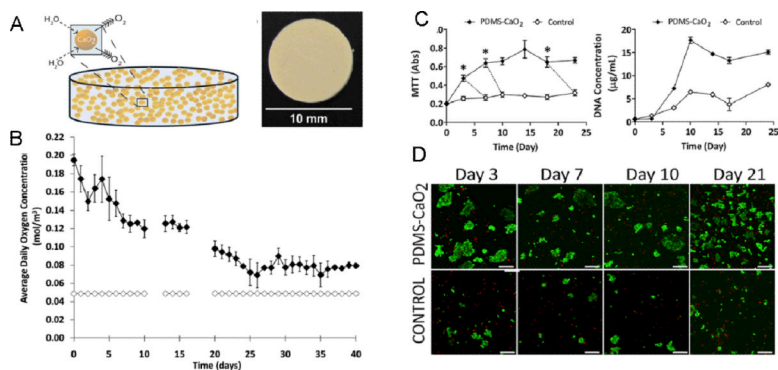 A
H₂O
O₂
CaO₂
H₂O
O₂
10 mm
B
Average Daily Oxygen Concentration
(mol/m³)
0.20
0.18
0.16
0.14
0.12
0.10
0.08
0.06
0.04
0.02
0.00
0 5 10 15 20 25 30 35 40
Time (days)
C
PDMS-CaO₂ Control
MTT (Abs)
1.0
0.8
0.6
0.4
0.2
0.0
* * *
0 5 10 15 20 25
Time (Day)
PDMS-CaO₂ Control
DNA Concentration
(µg/mL)
20
15
10
5
0
0 5 10 15 20 25
Time (Day)
D
Day 3 Day 7 Day 10 Day 21
PDMS-CaO₂
CONTROL